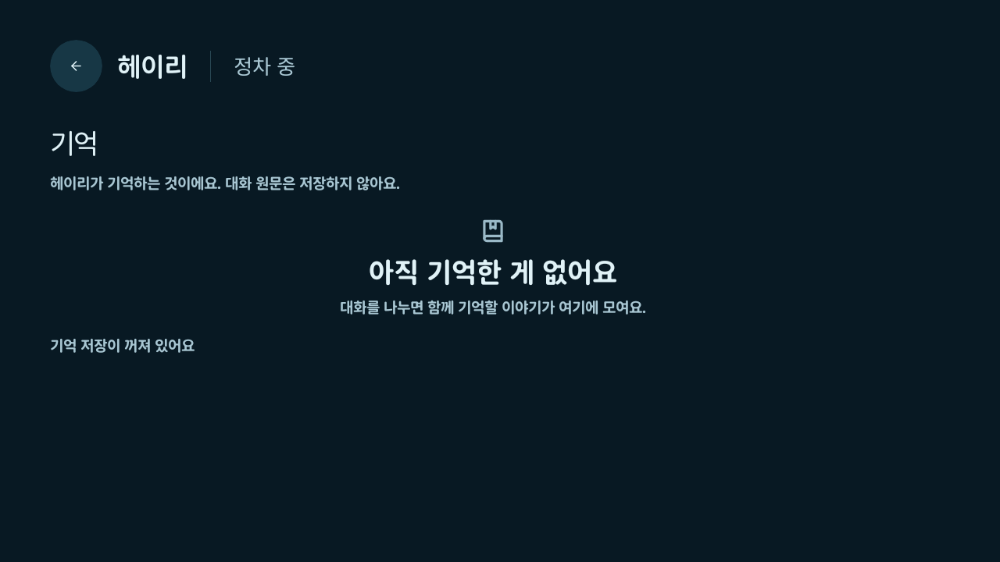 헤이리
정차 중
기억
헤이리가 기억하는 것이에요. 대화 원문은 저장하지 않아요.
아직 기억한 게 없어요
대화를 나누면 함께 기억할 이야기가 여기에 모여요.
기억 저장이 꺼져 있어요